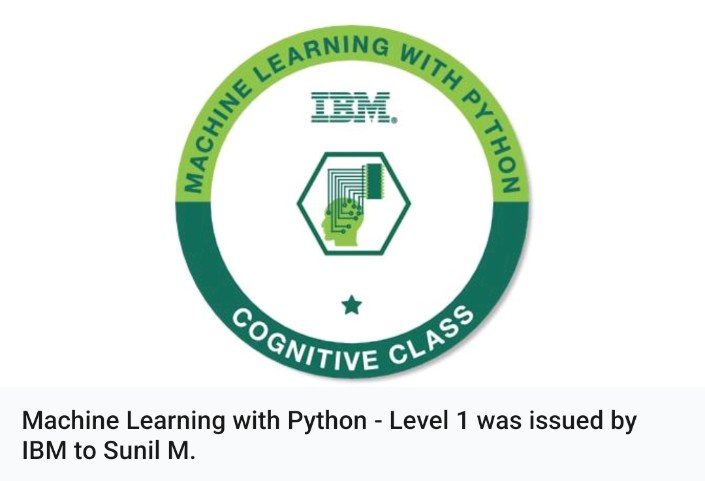 MACHINE LEARNING WITH PYTHON
IBM®
COGNITIVE CLASS
Machine Learning with Python - Level 1 was issued by
IBM to Sunil M.